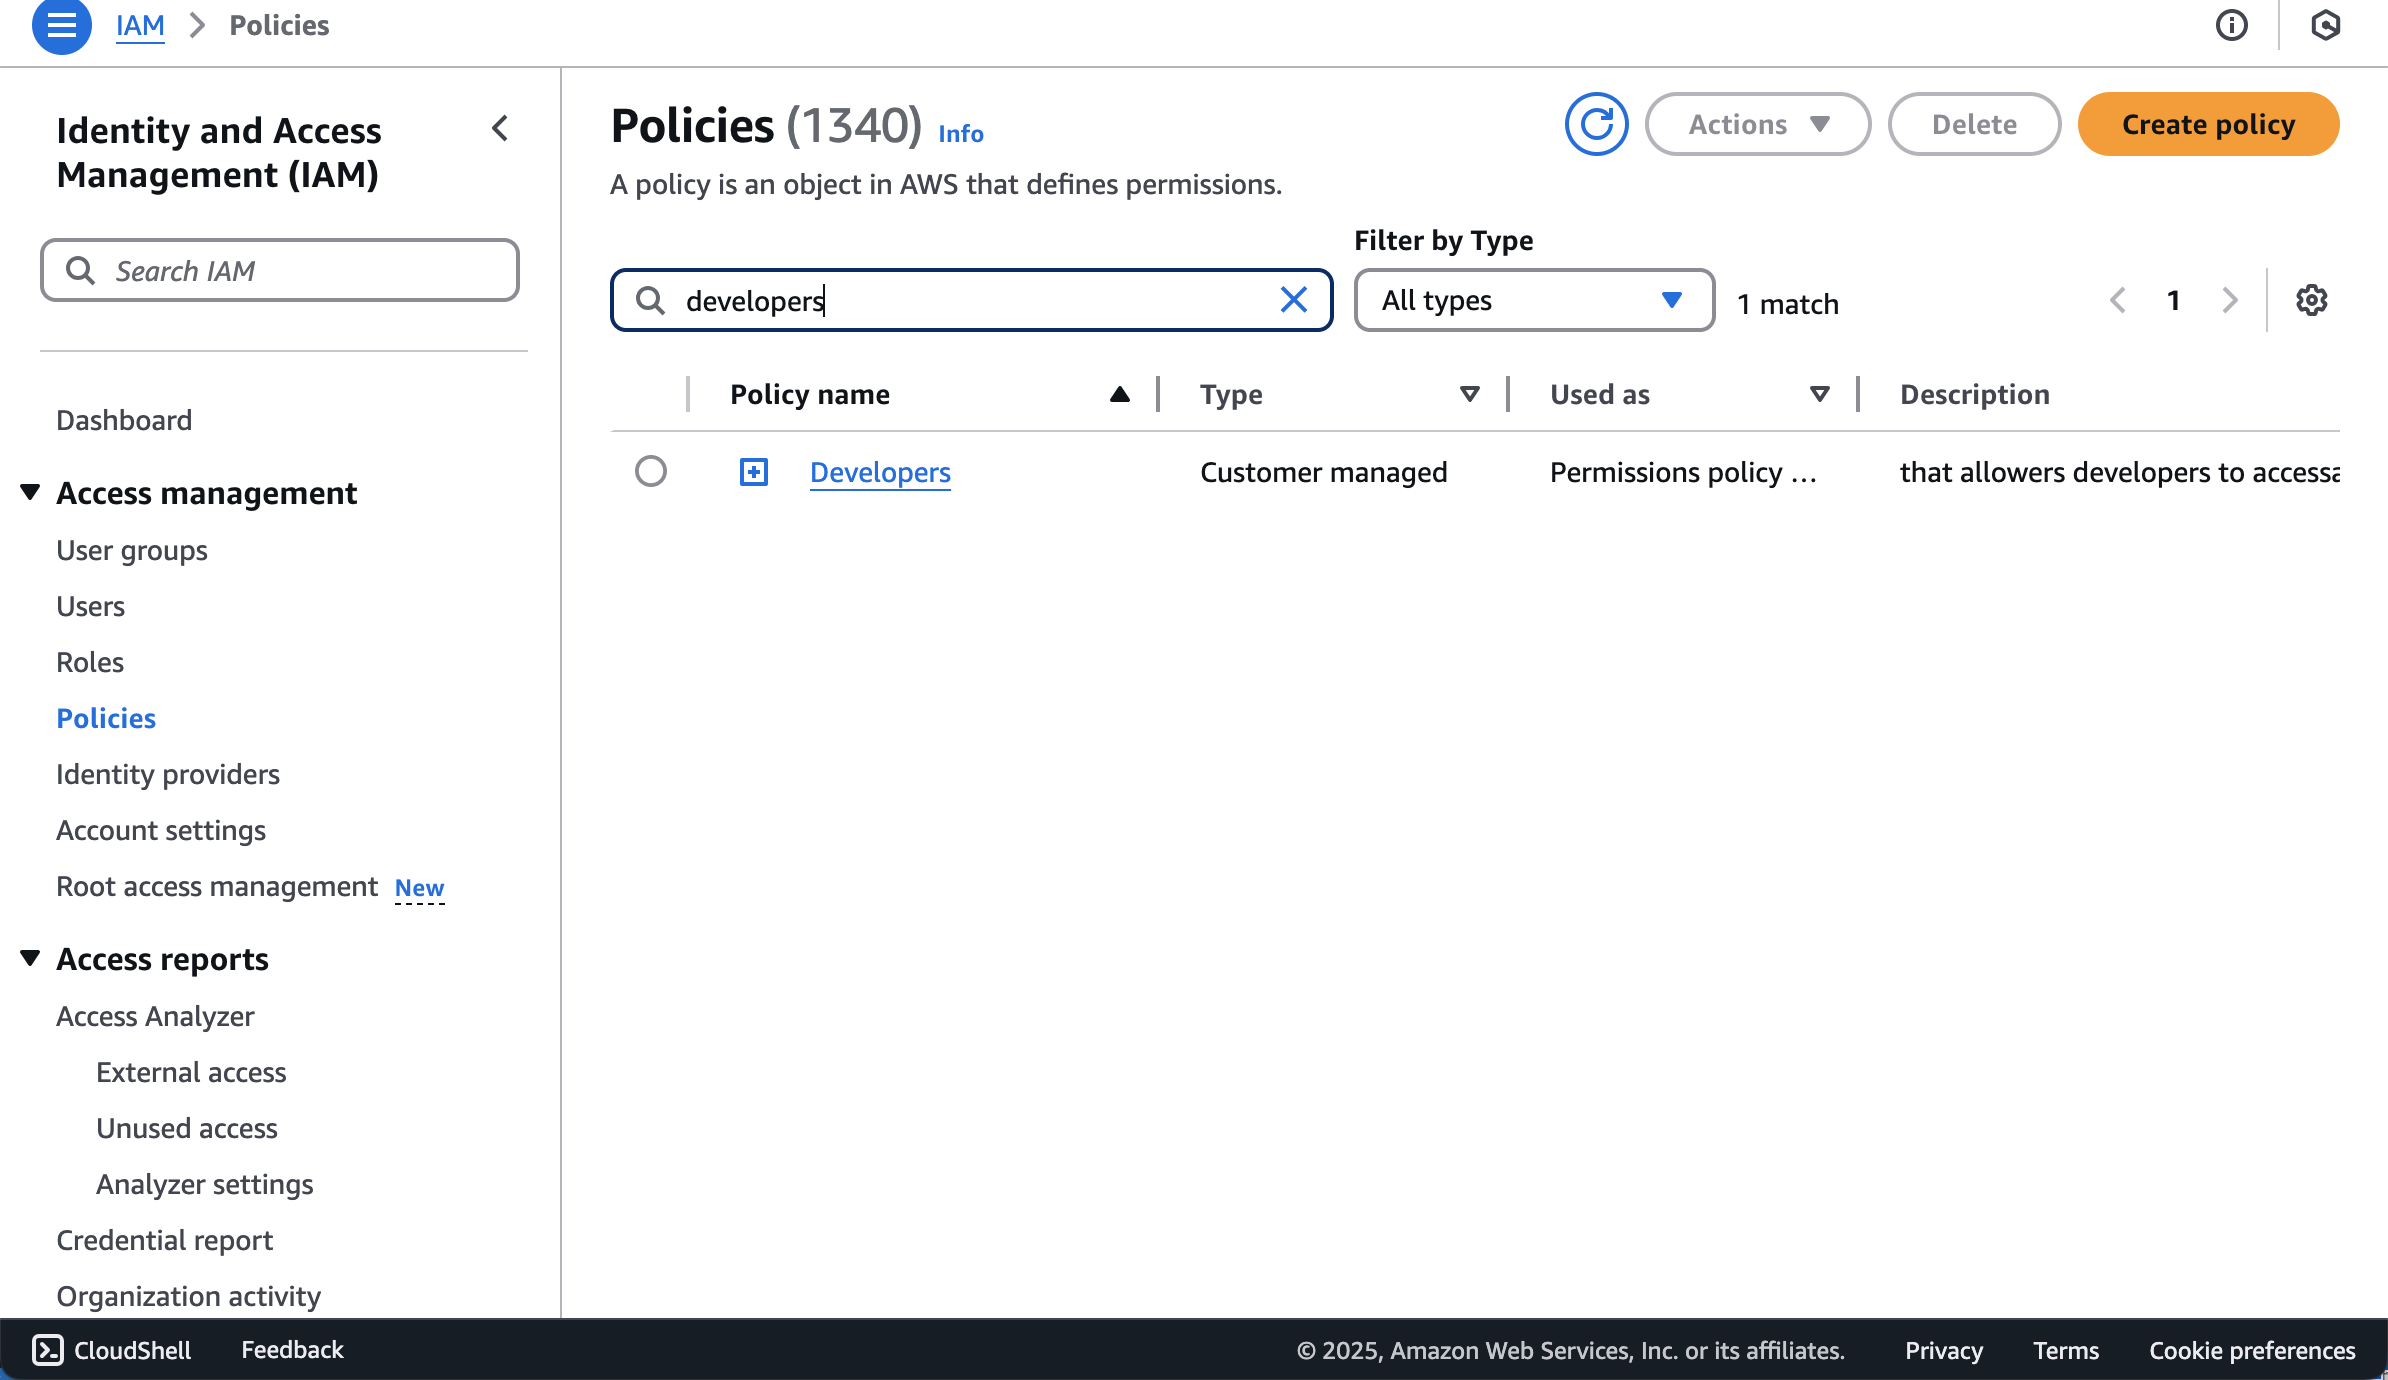 IAM > Policies
Identity and Access
Management (IAM)
Search IAM
Dashboard
Access management
User groups
Users
Roles
Policies
Identity providers
Account settings
Root access management New
Access reports
Access Analyzer
External access
Unused access
Analyzer settings
Credential report
Organization activity
Policies (1340) Info
Actions
Delete
Create policy
A policy is an object in AWS that defines permissions.
Filter by Type
developers
All types
1 match
1
Policy name Type Used as Description
Developers Customer managed Permissions policy ... that allowers developers to accessa
CloudShell Feedback © 2025, Amazon Web Services, Inc. or its affiliates. Privacy Terms Cookie preferences